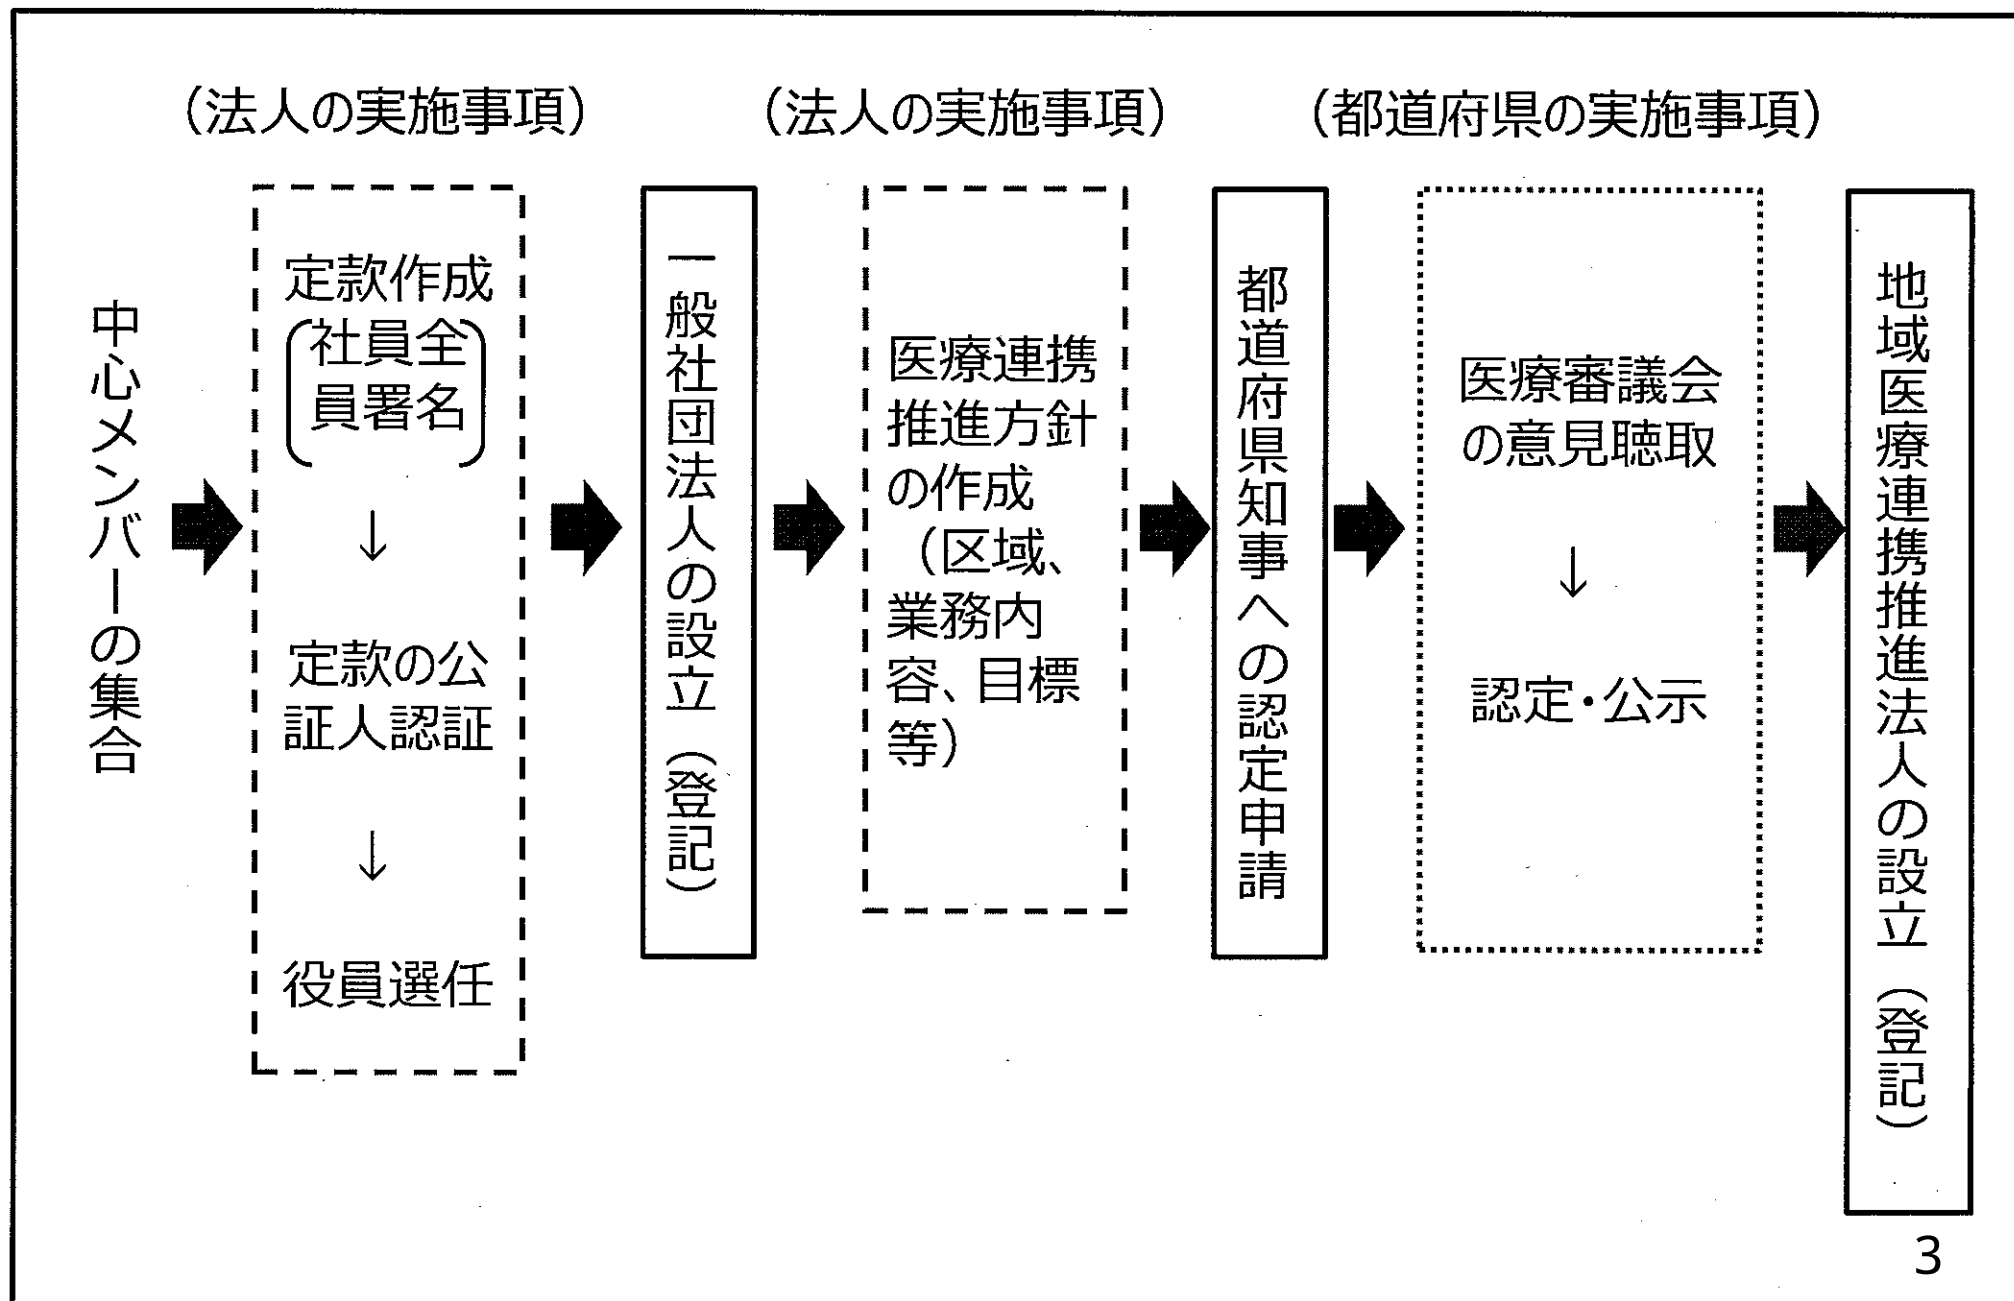 （法人の実施事項）
（法人の実施事項）
（都道府県の実施事項）
中心メンバーの集合
定款作成
社員全
員署名
↓
定款の公
証人認証
↓
役員選任
一般社団法人の設立（登記）
医療連携
推進方針
の作成
（区域、
業務内
容、目標
等）
都道府県知事への認定申請
医療審議会
の意見聴取
↓
認定・公示
地域医療連携推進法人の設立（登記）
3